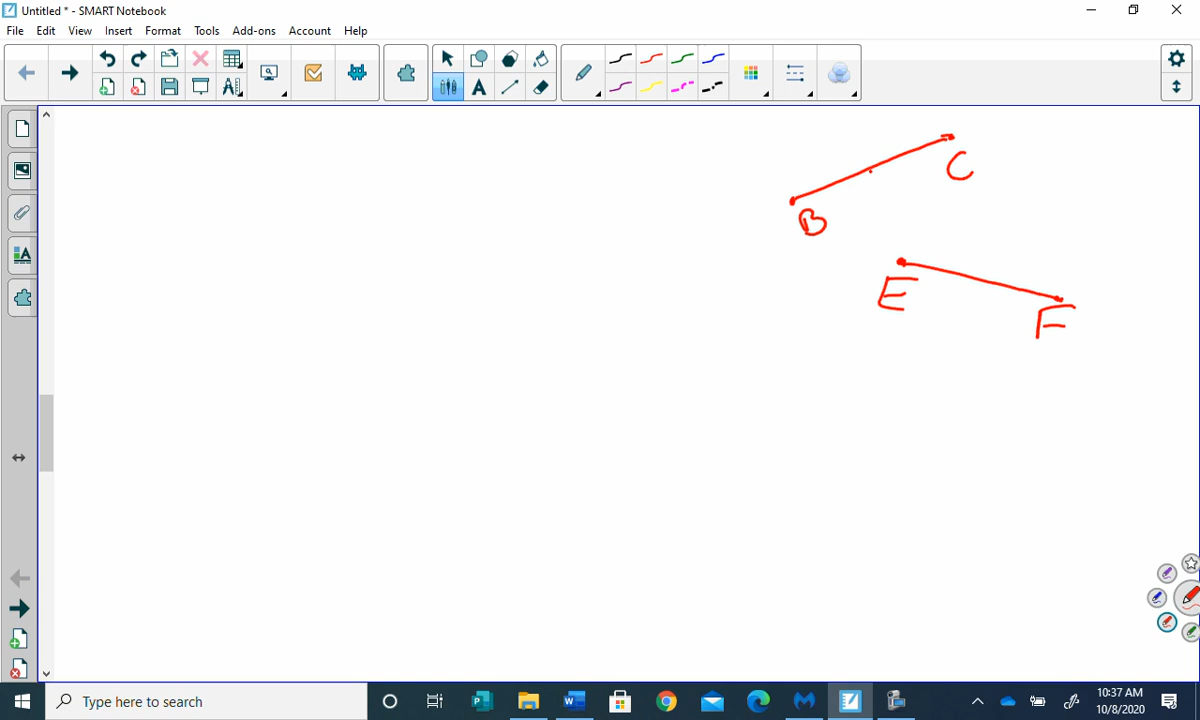 Untitled * - SMART Notebook
File Edit View Insert Format Tools Add-ons Account Help
C
B
E
F
Type here to search
10:37 AM
10/8/2020